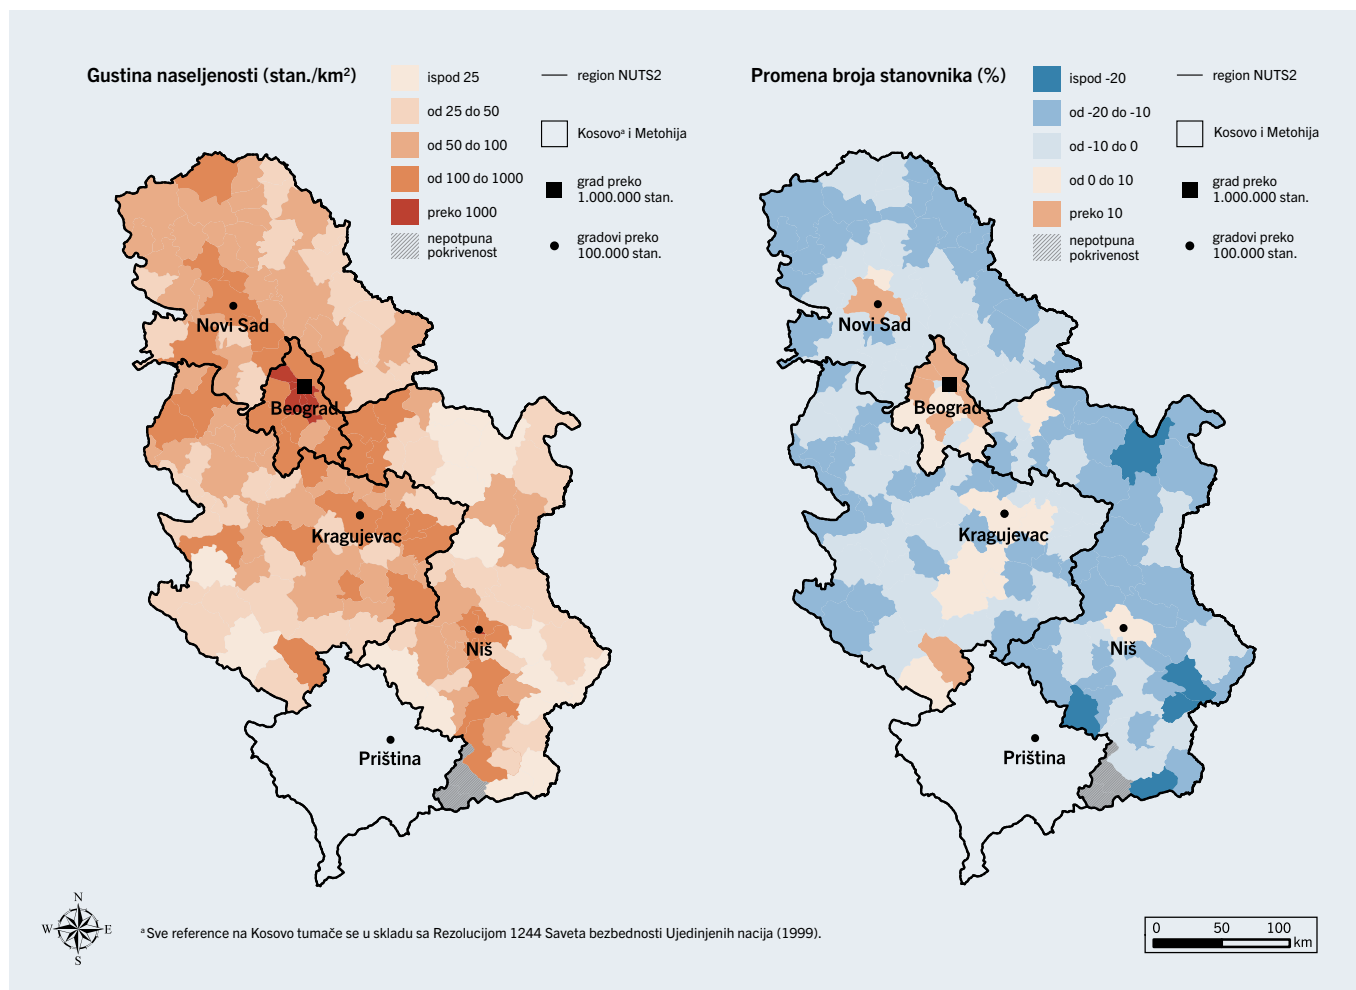 Gustina naseljenosti (stan./km²)
ispod 25
od 25 do 50
od 50 do 100
od 100 do 1000
preko 1000
nepotpuna
pokrivenost
region NUTS2
Kosovoᵃ i Metohija
grad preko
1.000.000 stan.
gradovi preko
100.000 stan.
Novi Sad
Beograd
Kragujevac
Niš
Priština
Promena broja stanovnika (%)
ispod -20
od -20 do -10
od -10 do 0
od 0 do 10
preko 10
nepotpuna
pokrivenost
region NUTS2
Kosovo i Metohija
grad preko
1.000.000 stan.
gradovi preko
100.000 stan.
Novi Sad
Beograd
Kragujevac
Niš
Priština
N
W E
S
ᵃ Sve reference na Kosovo tumače se u skladu sa Rezolucijom 1244 Saveta bezbednosti Ujedinjenih nacija (1999).
0 50 100
km